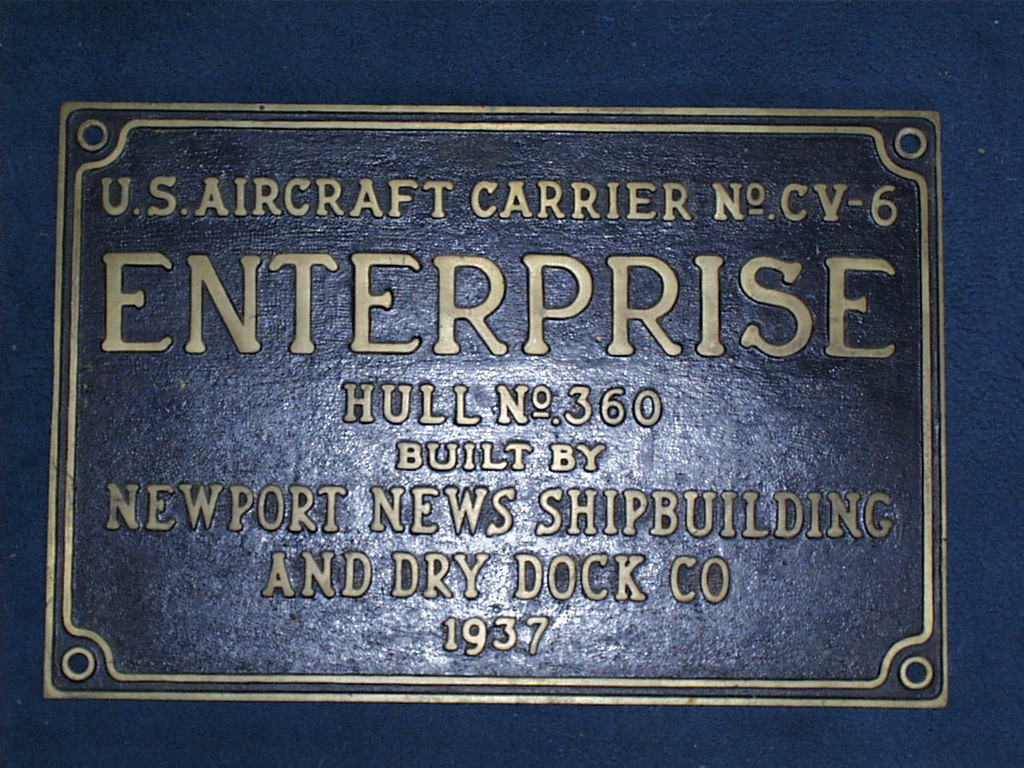 U.S. AIRCRAFT CARRIER Nº. CV-6
ENTERPRISE
HULL Nº. 360
BUILT BY
NEWPORT NEWS SHIPBUILDING
AND DRY DOCK CO
1937